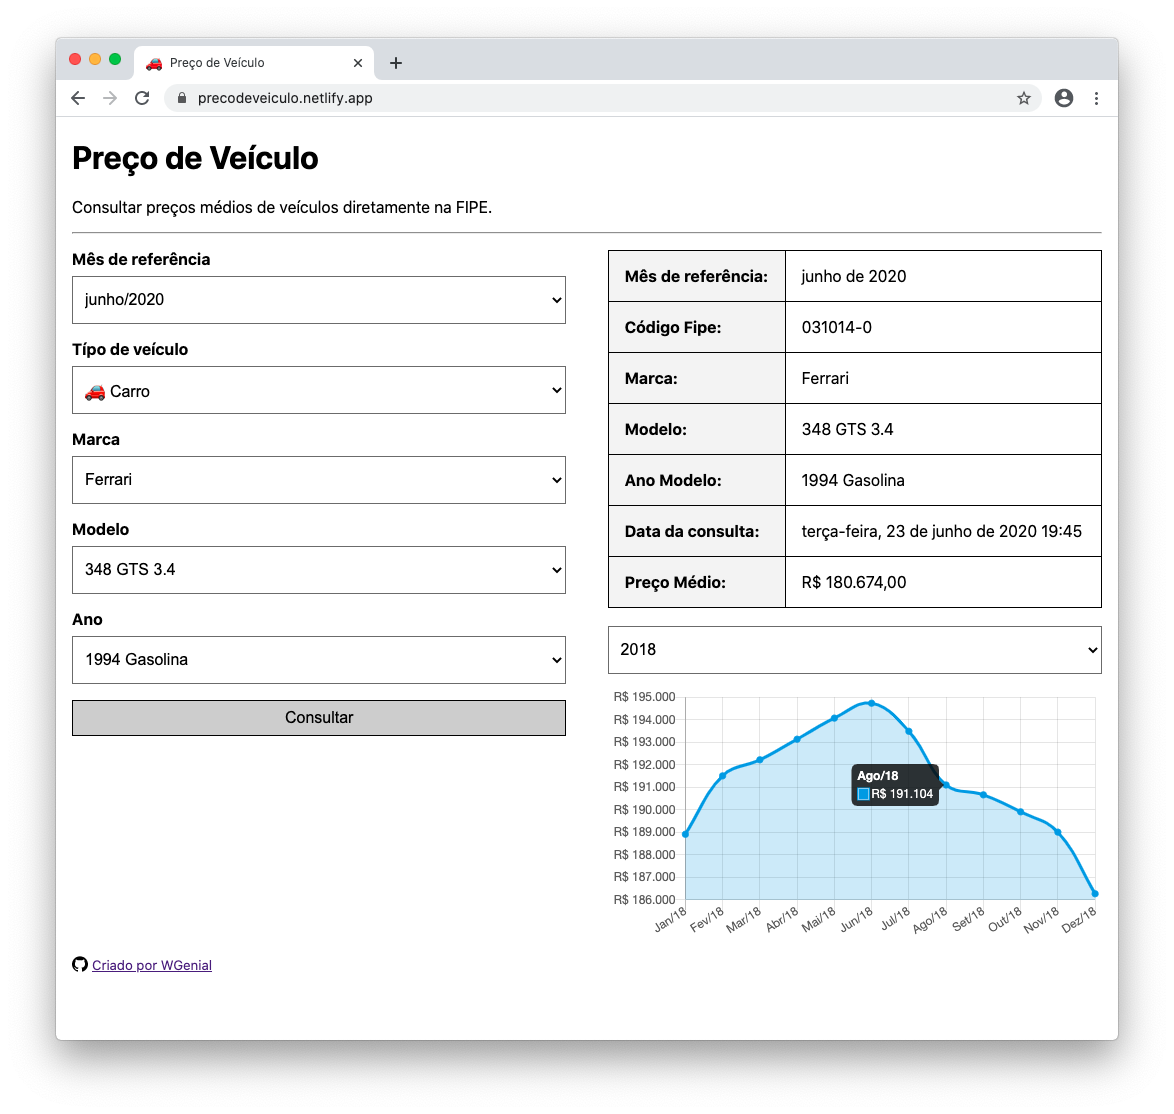 Preço de Veículo
precodeveiculo.netlify.app
Preço de Veículo
Consultar preços médios de veículos diretamente na FIPE.
Mês de referência
junho/2020
Típo de veículo
Carro
Marca
Ferrari
Modelo
348 GTS 3.4
Ano
1994 Gasolina
Consultar
Mês de referência: junho de 2020
Código Fipe: 031014-0
Marca: Ferrari
Modelo: 348 GTS 3.4
Ano Modelo: 1994 Gasolina
Data da consulta: terça-feira, 23 de junho de 2020 19:45
Preço Médio: R$ 180.674,00
2018
R$ 195.000
R$ 194.000
R$ 193.000
R$ 192.000
R$ 191.000
R$ 190.000
R$ 189.000
R$ 188.000
R$ 187.000
R$ 186.000
Ago/18
R$ 191.104
Jan/18 Fev/18 Mar/18 Abr/18 Mai/18 Jun/18 Jul/18 Ago/18 Set/18 Out/18 Nov/18 Dez/18
Criado por WGenial